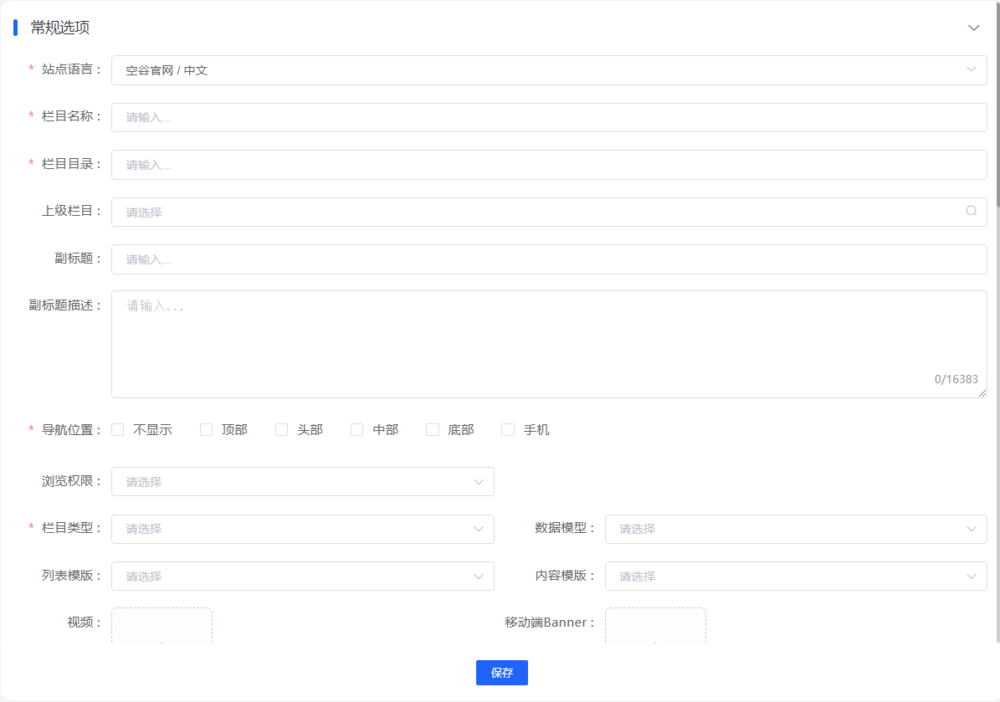 常规选项
* 站点语言： 空谷官网 / 中文
* 栏目名称： 请输入...
* 栏目目录： 请输入...
上级栏目： 请选择
副标题： 请输入...
副标题描述： 请输入...
0/16383
* 导航位置： 不显示 顶部 头部 中部 底部 手机
浏览权限： 请选择
* 栏目类型： 请选择 数据模型： 请选择
列表模版： 请选择 内容模版： 请选择
视频： 移动端Banner：
保存